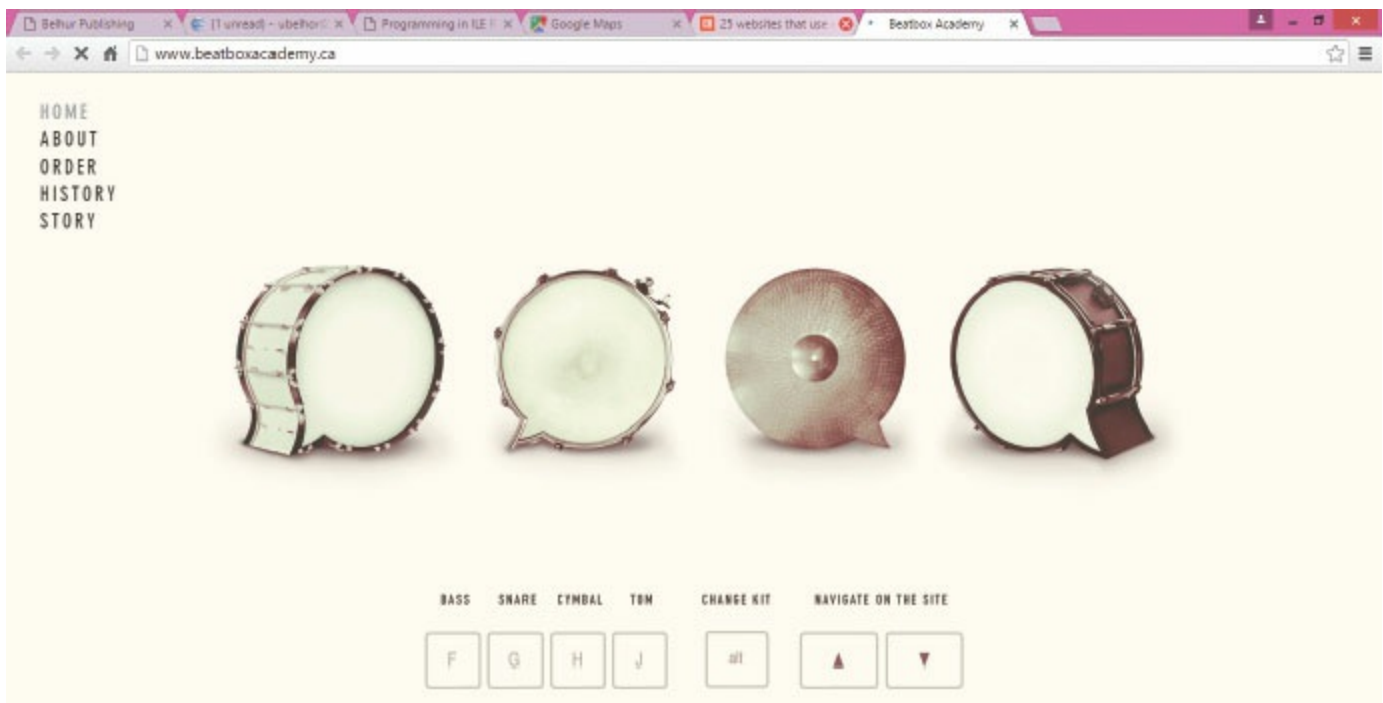 Belhur Publishing
Programming in ILE
Google Maps
25 websites that use
Beatbox Academy
www.beatboxacademy.ca
HOME
ABOUT
ORDER
HISTORY
STORY
BASS SNARE CYMBAL TOM CHANGE KIT NAVIGATE ON THE SITE
F G H J alt